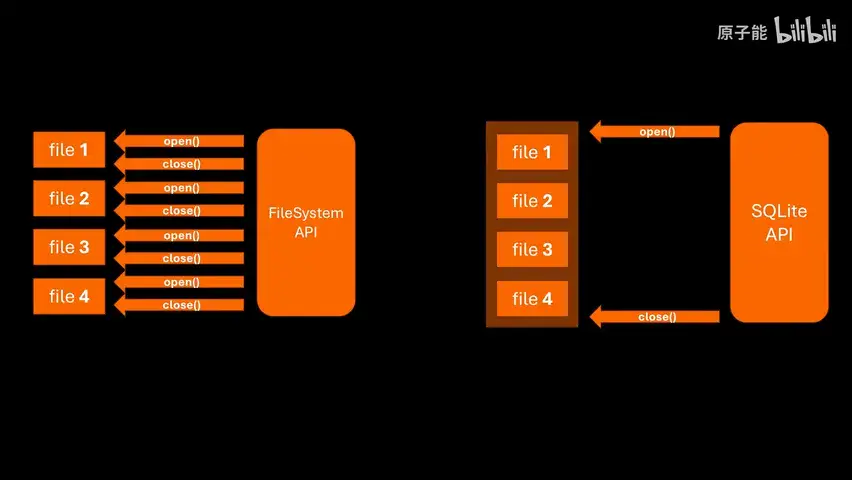 原子能 bilibili
file 1
file 2
file 3
file 4
open()
close()
open()
close()
open()
close()
open()
close()
FileSystem
API
file 1
file 2
file 3
file 4
open()
close()
SQLite
API